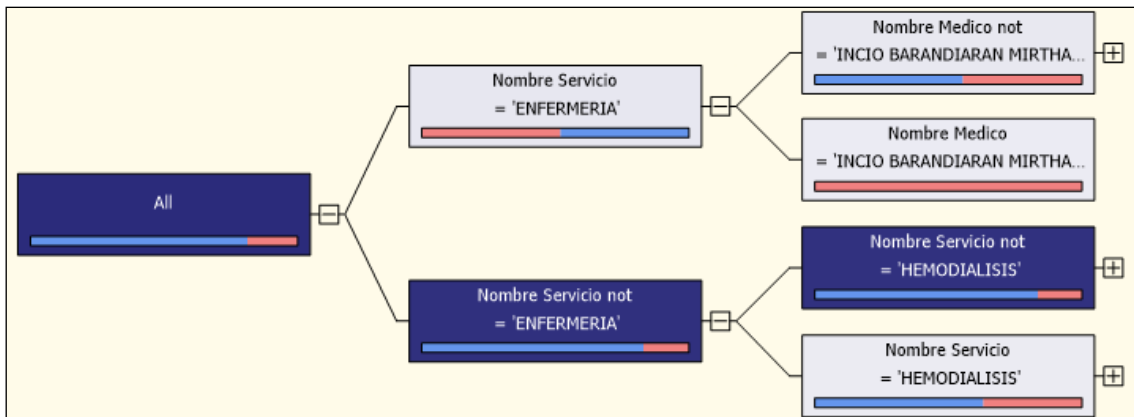 All
Nombre Servicio
= 'ENFERMERIA'
Nombre Servicio not
= 'ENFERMERIA'
Nombre Medico not
= 'INCIO BARANDIARAN MIRTHA...
Nombre Medico
= 'INCIO BARANDIARAN MIRTHA...
Nombre Servicio not
= 'HEMODIALISIS'
Nombre Servicio
= 'HEMODIALISIS'